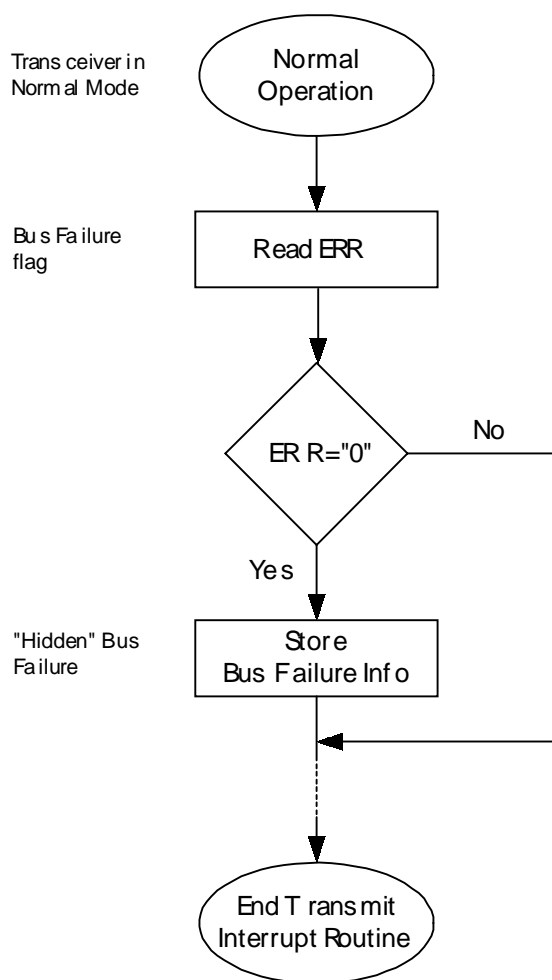 Transceiver in
Normal Mode
Normal
Operation
Bus Failure
flag
Read ERR
ERR="0"
No
Yes
"Hidden" Bus
Failure
Store
Bus Failure Info
End Transmit
Interrupt Routine